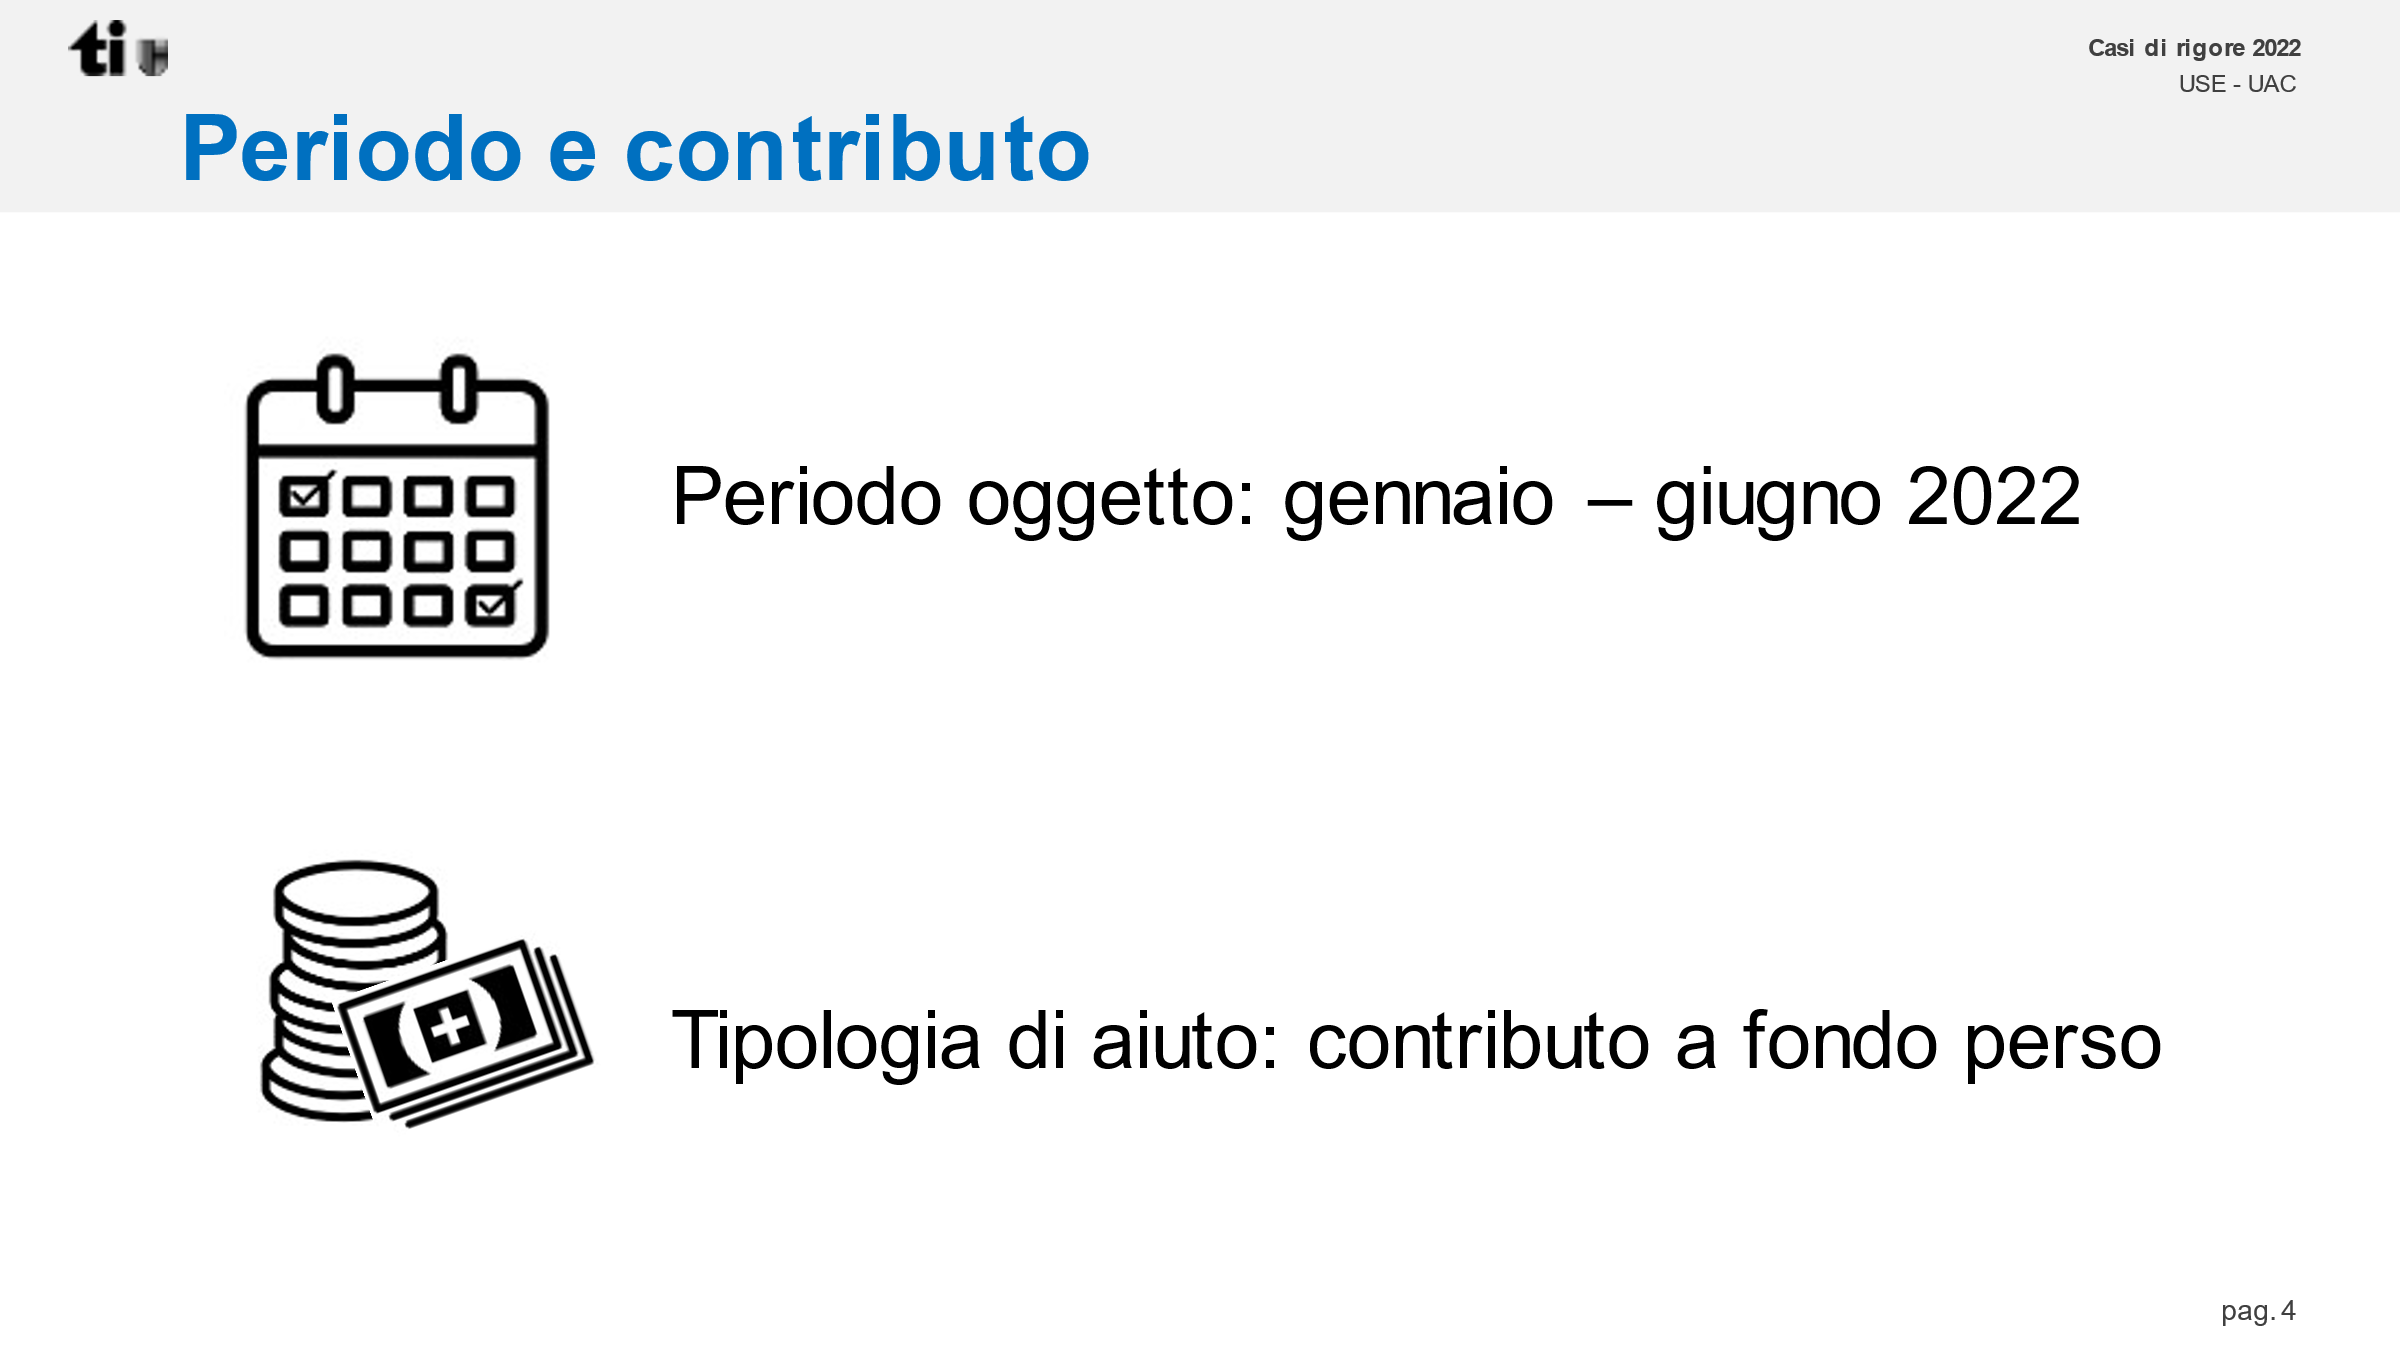 ti
Casi di rigore 2022
USE - UAC
Periodo e contributo
Periodo oggetto: gennaio – giugno 2022
Tipologia di aiuto: contributo a fondo perso
pag. 4